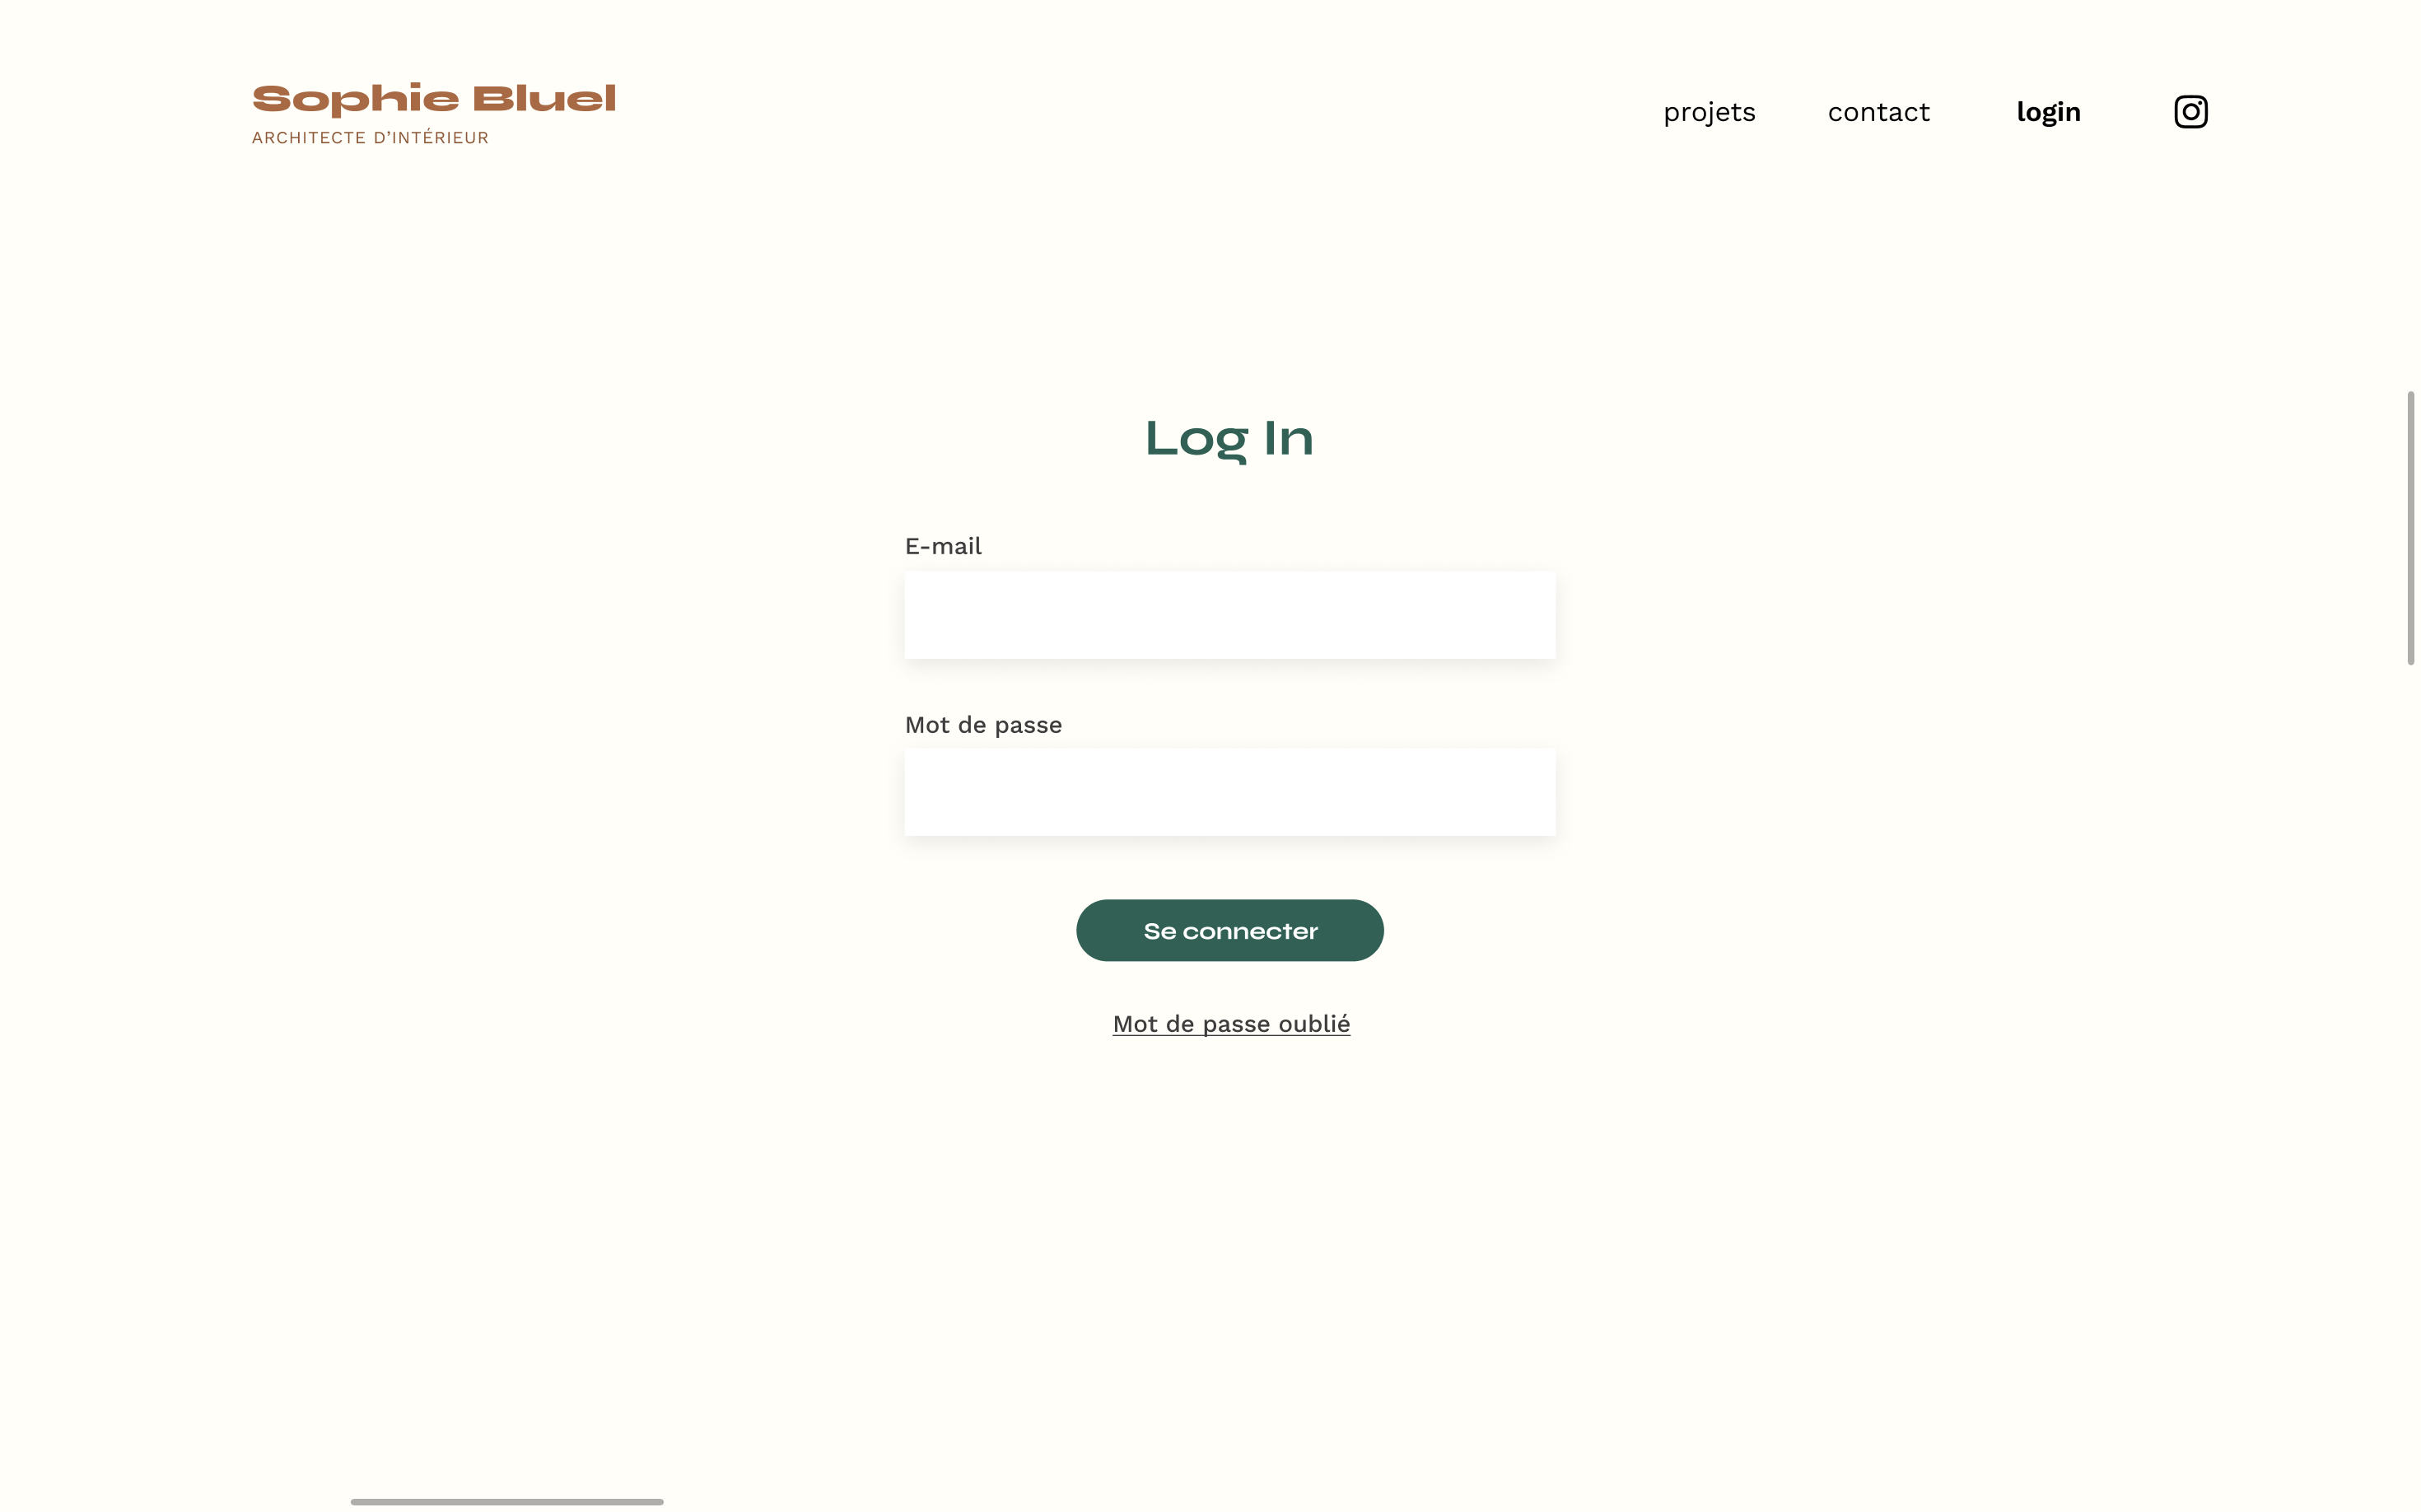 Sophie Bluel
ARCHITECTE D’INTÉRIEUR
projets contact login
Log In
E-mail
Mot de passe
Se connecter
Mot de passe oublié